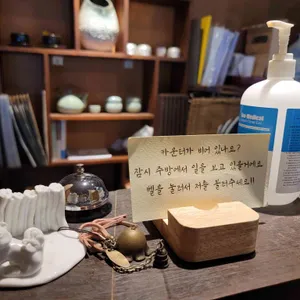 카운터가 비어 있나요?
잠시 주방에서 일을 보고 있을거에요.
벨을 눌러서 저를 불러주세요!!